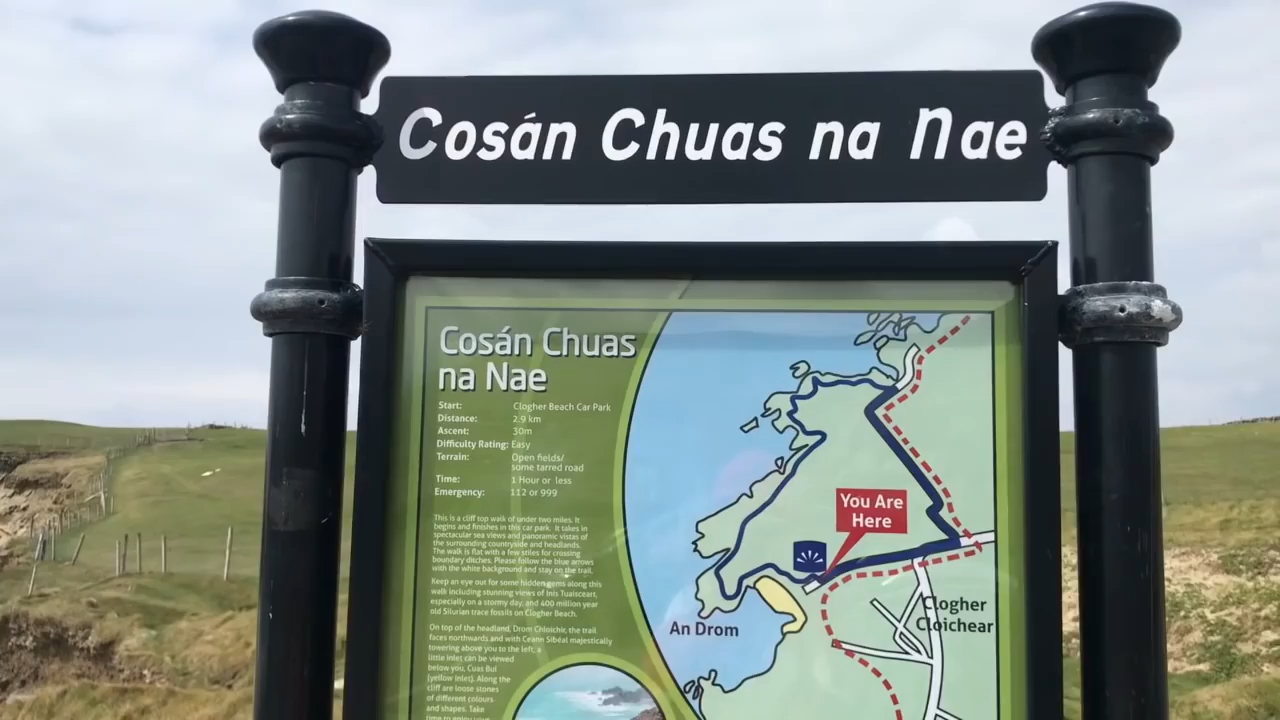 Cosán Chuas na Nae
Cosán Chuas
na Nae
Start: Clogher Beach Car Park
Distance: 2.9 km
Ascent: 30m
Difficulty Rating: Easy
Terrain: Open fields/
some tarred road
Time: 1 Hour or less
Emergency: 112 or 999
This is a cliff top walk of under two miles. It
begins and finishes in this car park. It takes in
spectacular sea views and panoramic vistas of
the surrounding countryside and headlands.
The walk is flat with a few stiles for crossing
boundary ditches. Please follow the blue arrows
with the white background and stay on the trail.
Keep an eye out for some hidden gems along this
walk including stunning views of Inis Tuaisceart,
especially on a stormy day, and 400 million year
old Silurian trace fossils on Clogher Beach.
On top of the headland, Drom Chloichir, the trail
faces northwards and with Ceann Sibéal majestically
towering above you to the left, a
little inlet can be viewed
below you, Cuas Buí
(yellow inlet). Along the
cliff are loose stones
of different colours
and shapes. Take
time to enjoy your
You Are
Here
An Drom
Clogher
Cloichear